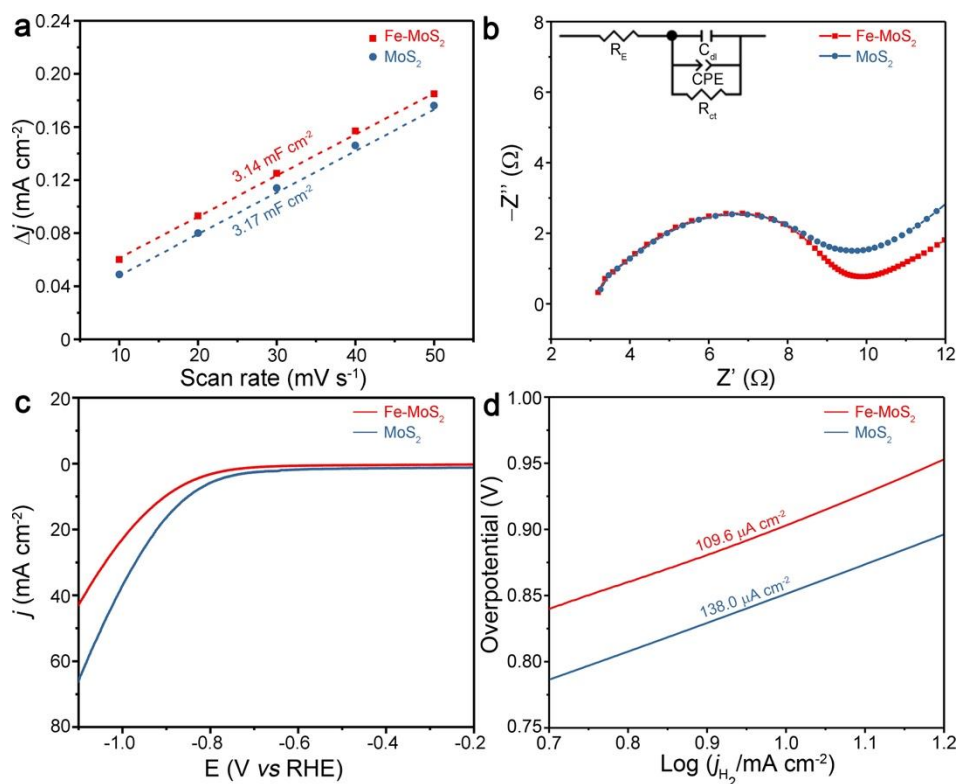 a
Fe-MoS₂
MoS₂
3.14 mF cm⁻²
3.17 mF cm⁻²
0.24
0.20
0.16
0.12
0.08
0.04
0
Δj (mA cm⁻²)
10 20 30 40 50
Scan rate (mV s⁻¹)
b
Fe-MoS₂
MoS₂
R_E
C_dl
CPE
R_ct
8
6
4
2
0
−Z'' (Ω)
2 4 6 8 10 12
Z' (Ω)
c
Fe-MoS₂
MoS₂
20
0
20
40
60
80
j (mA cm⁻²)
-1.0 -0.8 -0.6 -0.4 -0.2
E (V vs RHE)
d
Fe-MoS₂
MoS₂
109.6 μA cm⁻²
138.0 μA cm⁻²
1.00
0.95
0.90
0.85
0.80
0.75
Overpotential (V)
0.7 0.8 0.9 1.0 1.1 1.2
Log (j_H₂/mA cm⁻²)